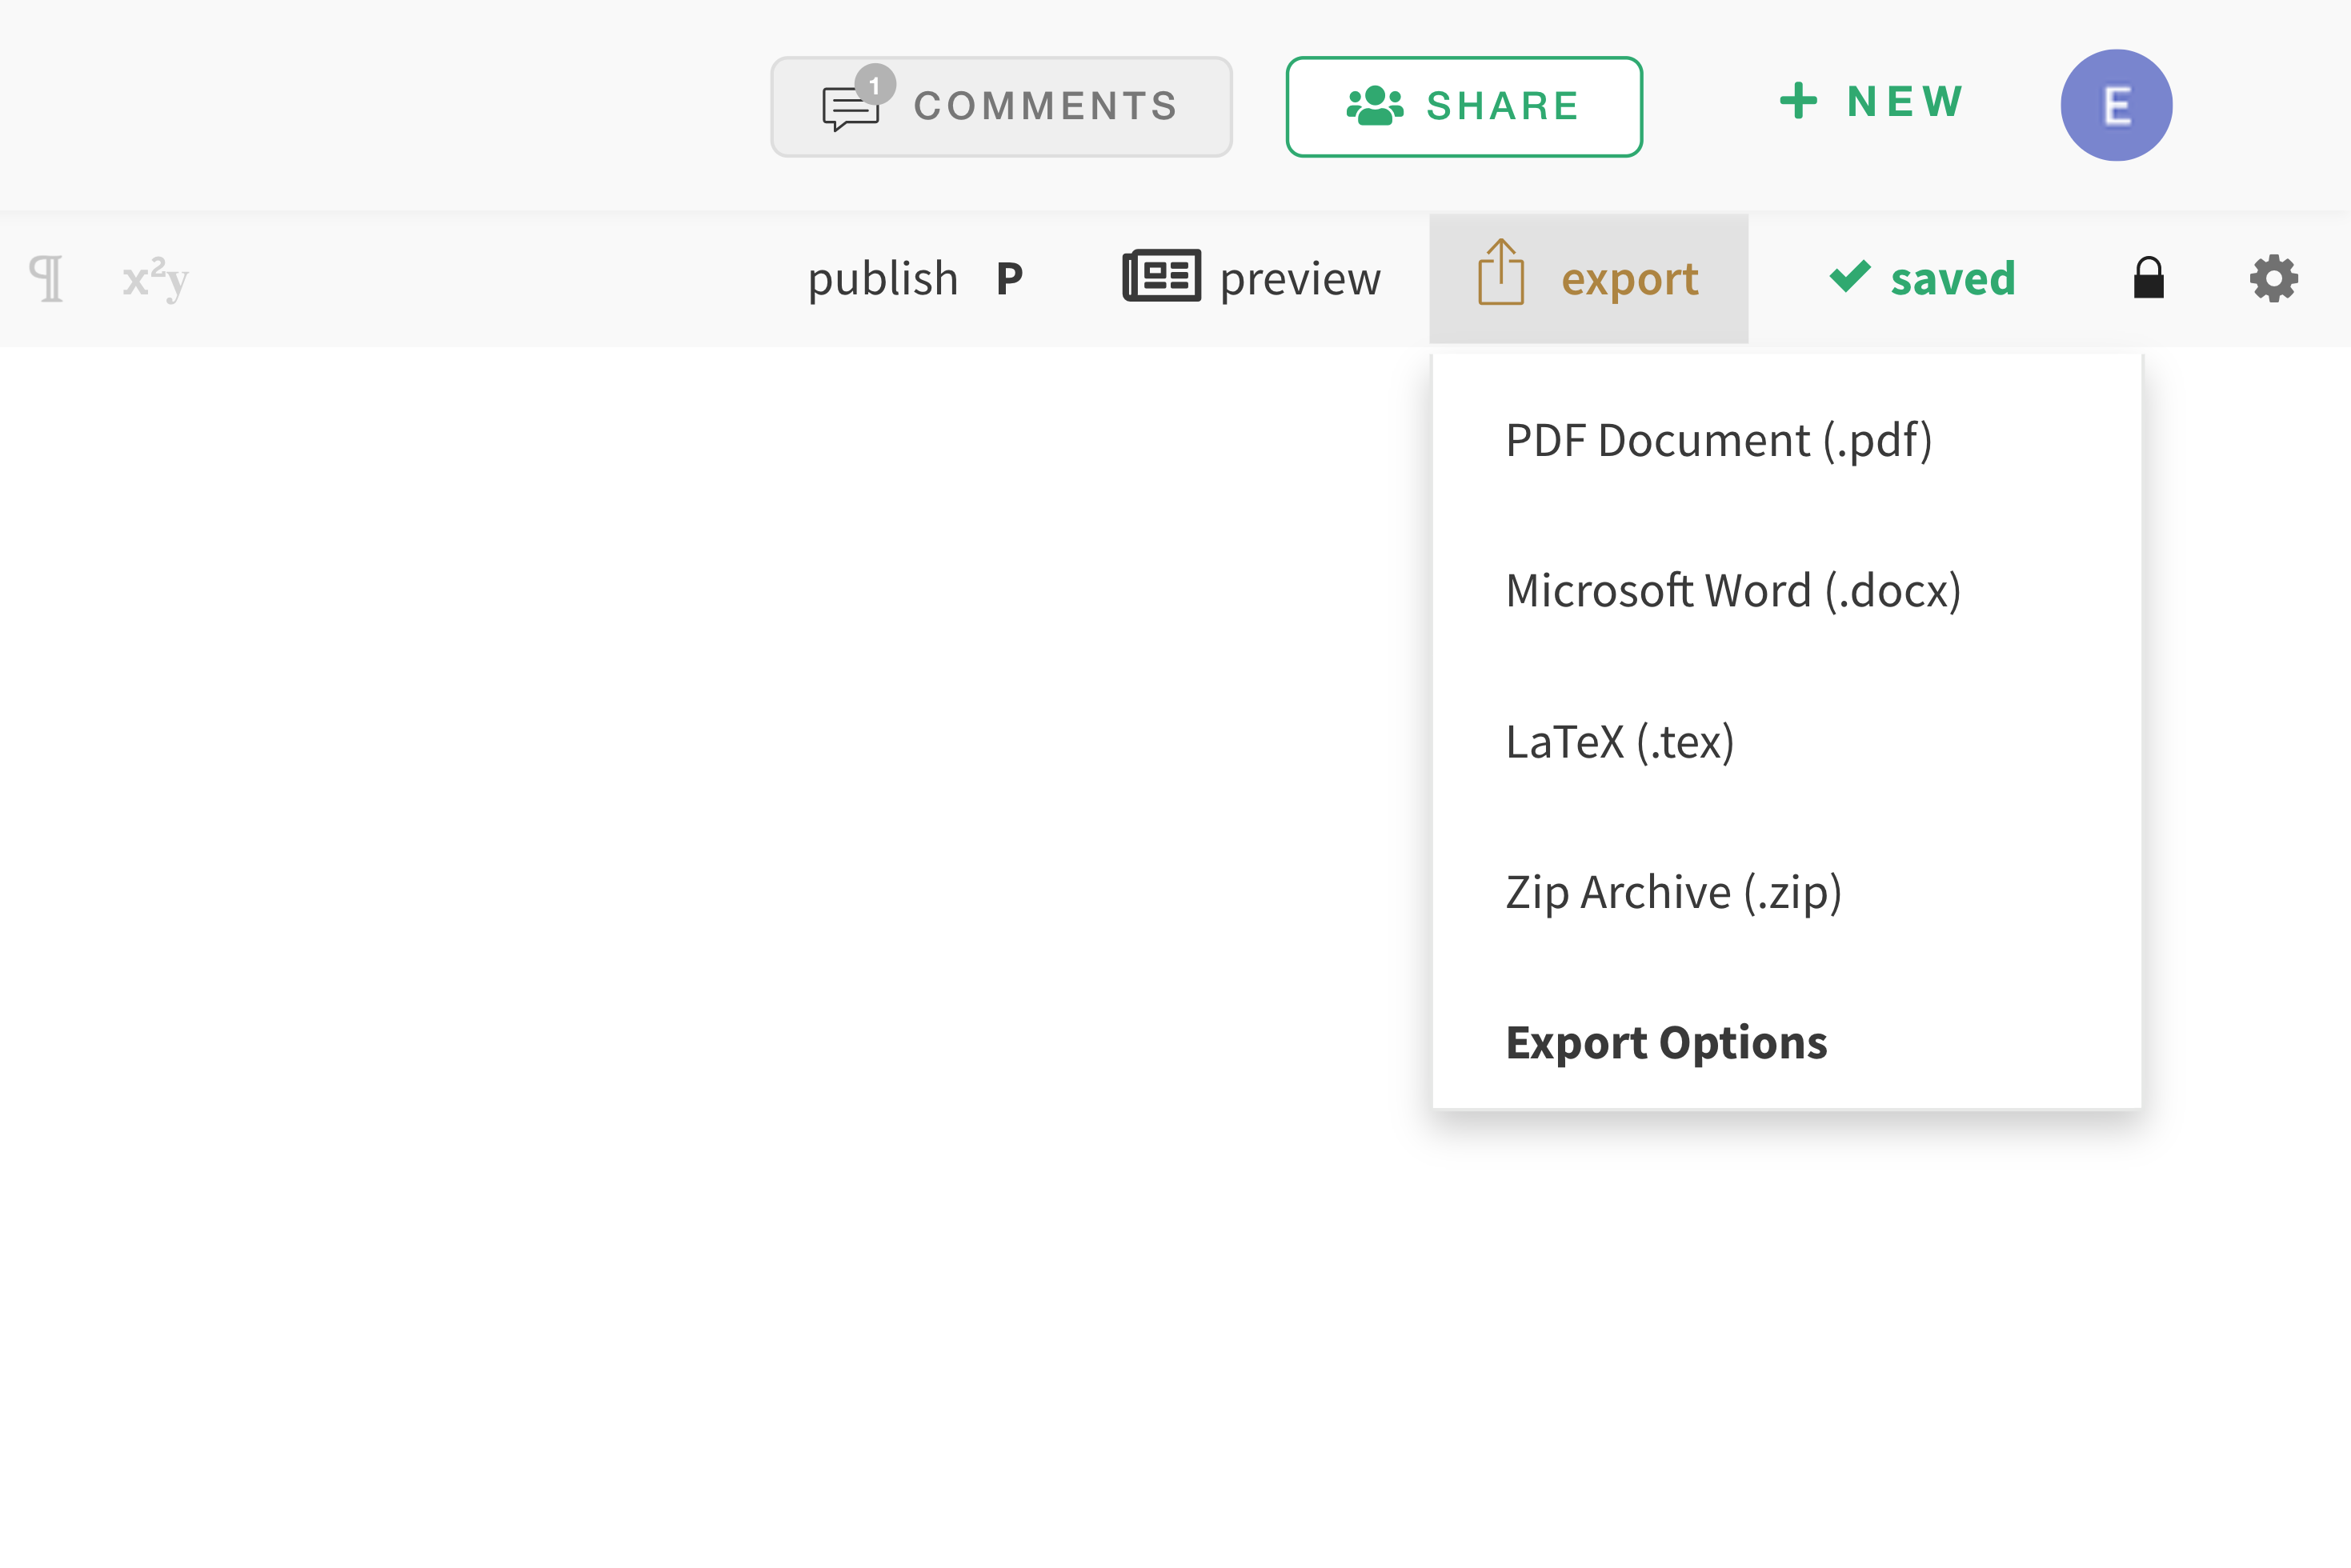 1 COMMENTS SHARE + NEW E
¶ x²y publish P preview export saved
PDF Document (.pdf)
Microsoft Word (.docx)
LaTeX (.tex)
Zip Archive (.zip)
Export Options